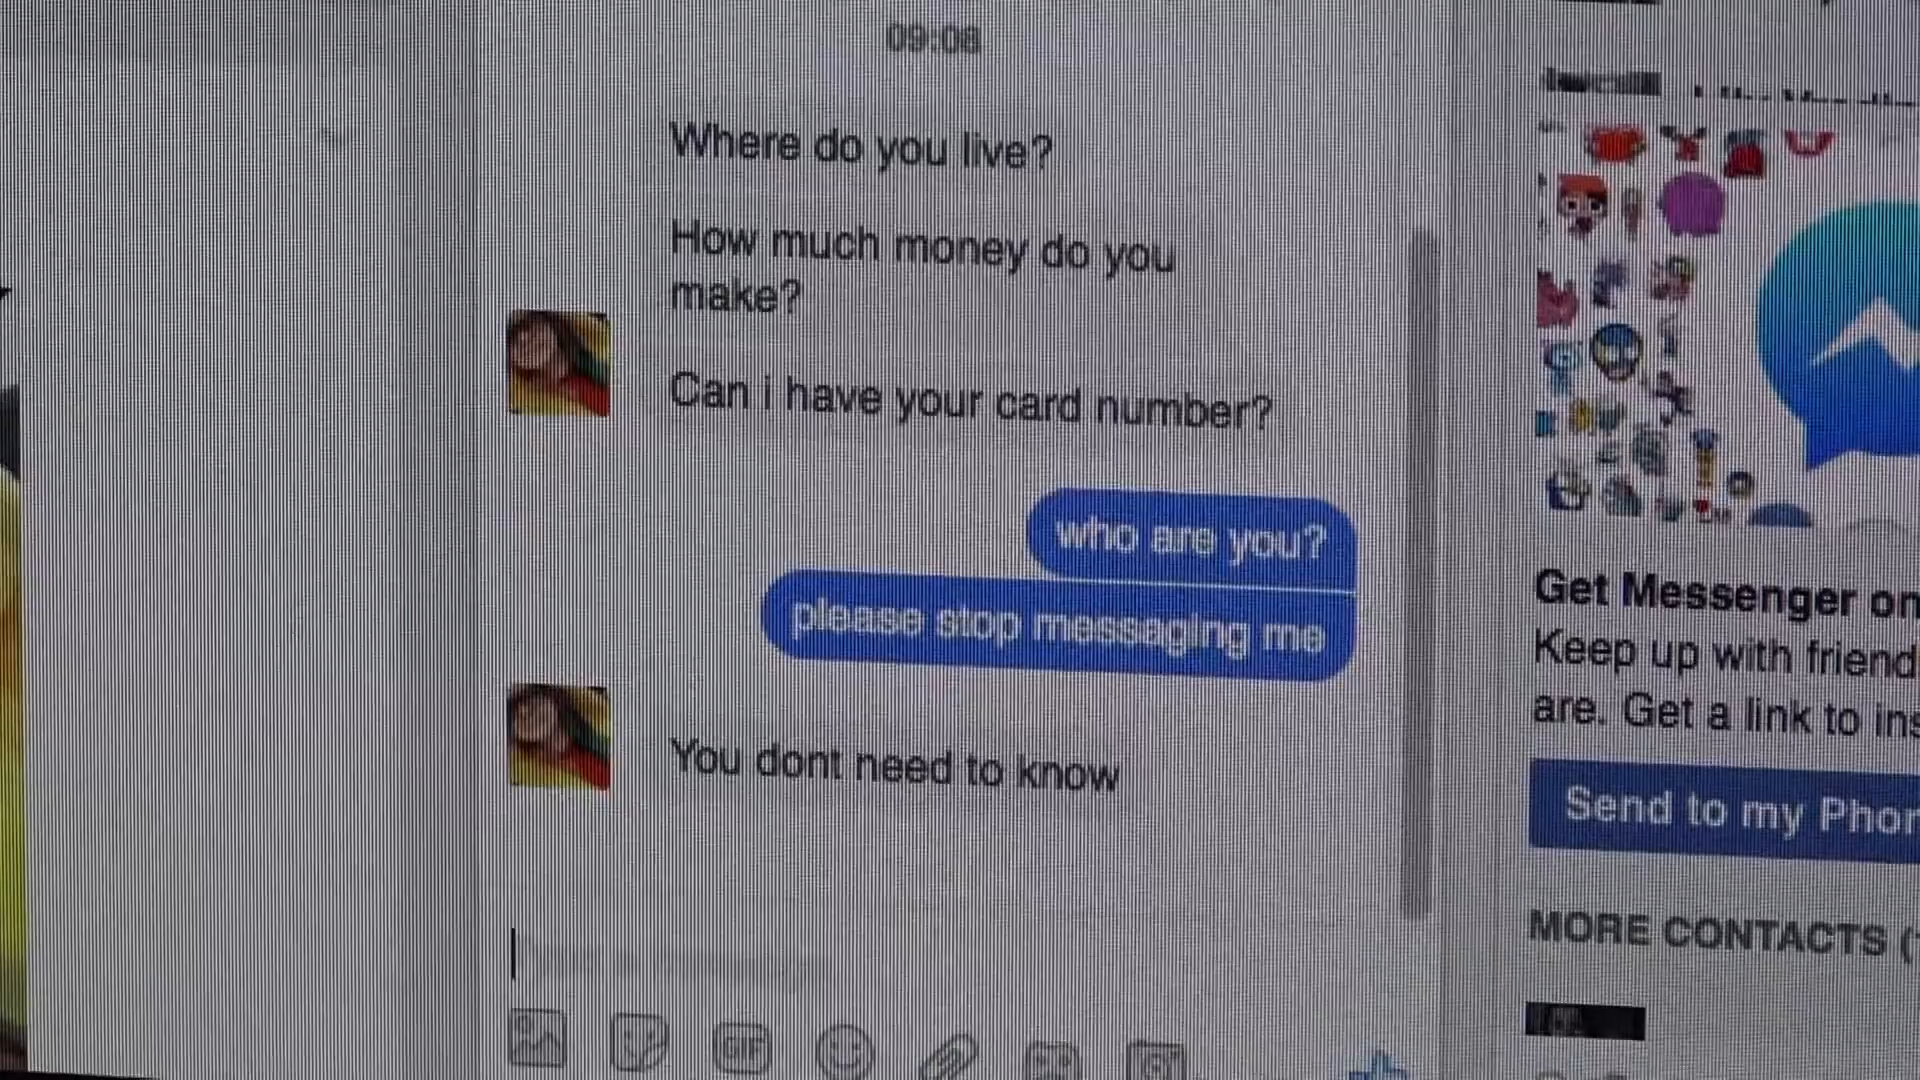 09:08
Where do you live?
How much money do you
make?
Can i have your card number?
who are you?
please stop messaging me
You dont need to know
GIF
Get Messenger on
Keep up with friend
are. Get a link to ins
Send to my Phon
MORE CONTACTS (